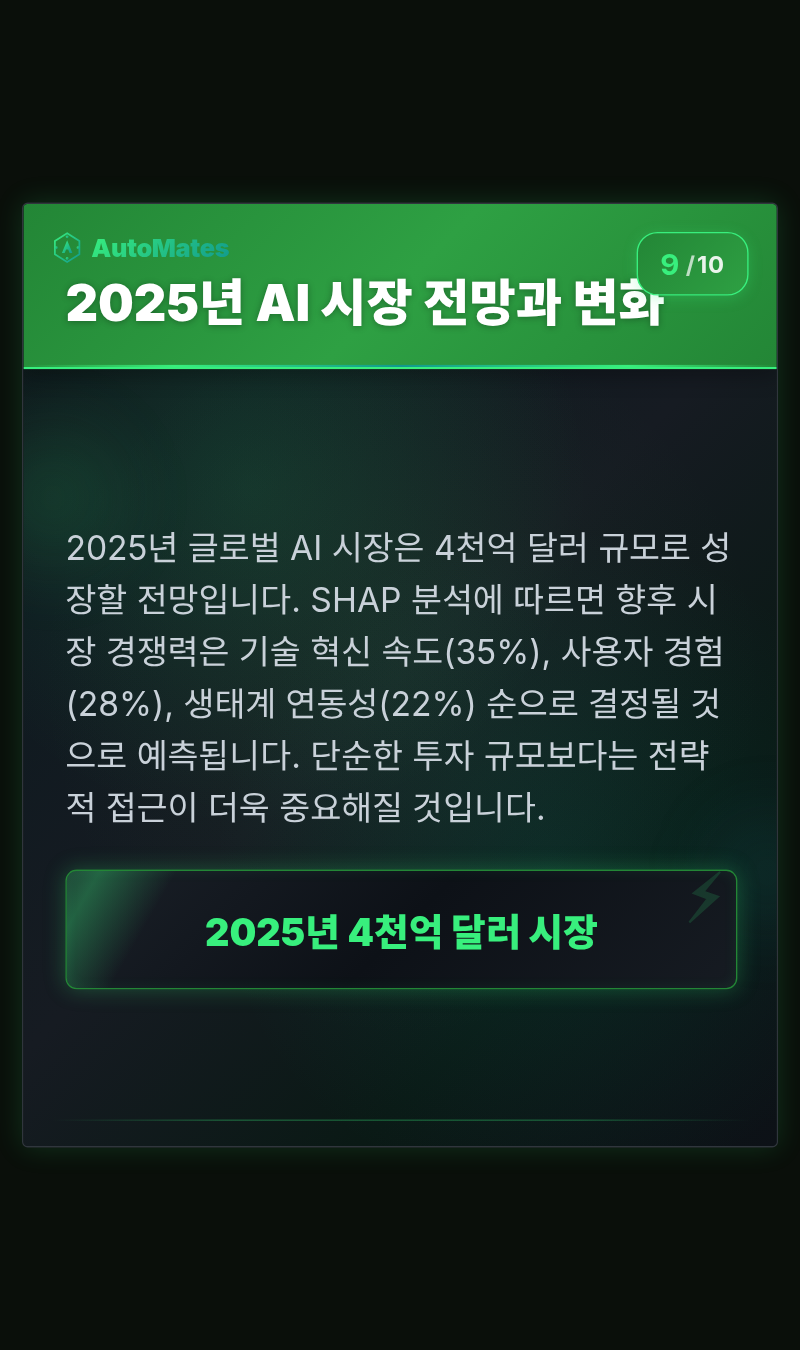 AutoMates
9 /10
2025년 AI 시장 전망과 변화
2025년 글로벌 AI 시장은 4천억 달러 규모로 성
장할 전망입니다. SHAP 분석에 따르면 향후 시
장 경쟁력은 기술 혁신 속도(35%), 사용자 경험
(28%), 생태계 연동성(22%) 순으로 결정될 것
으로 예측됩니다. 단순한 투자 규모보다는 전략
적 접근이 더욱 중요해질 것입니다.
2025년 4천억 달러 시장